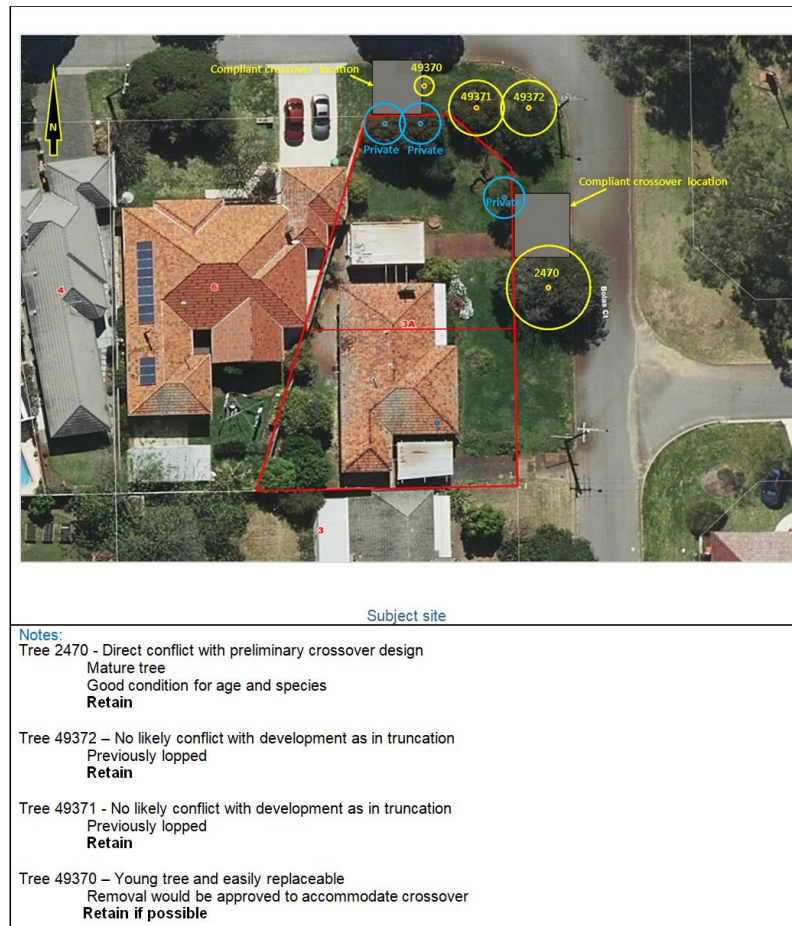 Compliant crossover location
49370
49371
49372
N
Private
Private
Private
Compliant crossover location
2470
Bolas Ct
4
6
3A
3
Subject site
Notes:
Tree 2470 - Direct conflict with preliminary crossover design
Mature tree
Good condition for age and species
Retain
Tree 49372 – No likely conflict with development as in truncation
Previously lopped
Retain
Tree 49371 - No likely conflict with development as in truncation
Previously lopped
Retain
Tree 49370 – Young tree and easily replaceable
Removal would be approved to accommodate crossover
Retain if possible